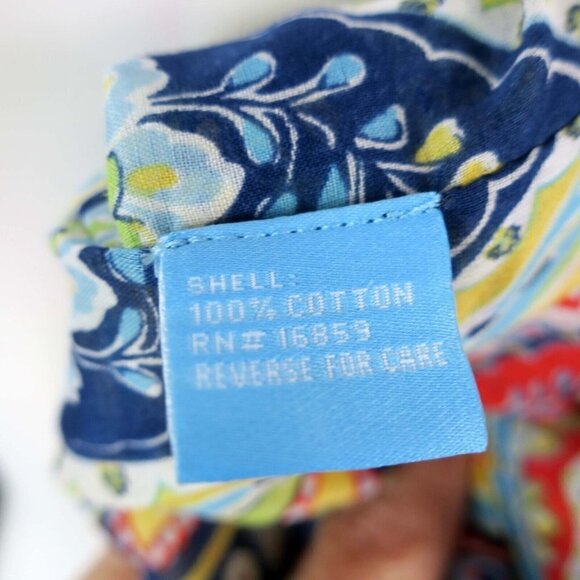 SHELL:
100% COTTON
RN# 16859
REVERSE FOR CARE